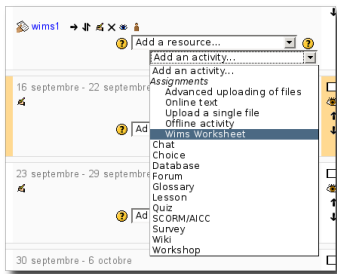 wims1
Add a resource...
Add an activity...
Add an activity...
16 septembre - 22 septembre
Assignments
Advanced uploading of files
Online text
Upload a single file
Offline activity
Ad
Wims Worksheet
Chat
Choice
Database
23 septembre - 29 septembre
Forum
Glossary
Lesson
Quiz
Ad
SCORM/AICC
Survey
Wiki
Workshop
30 septembre - 6 octobre